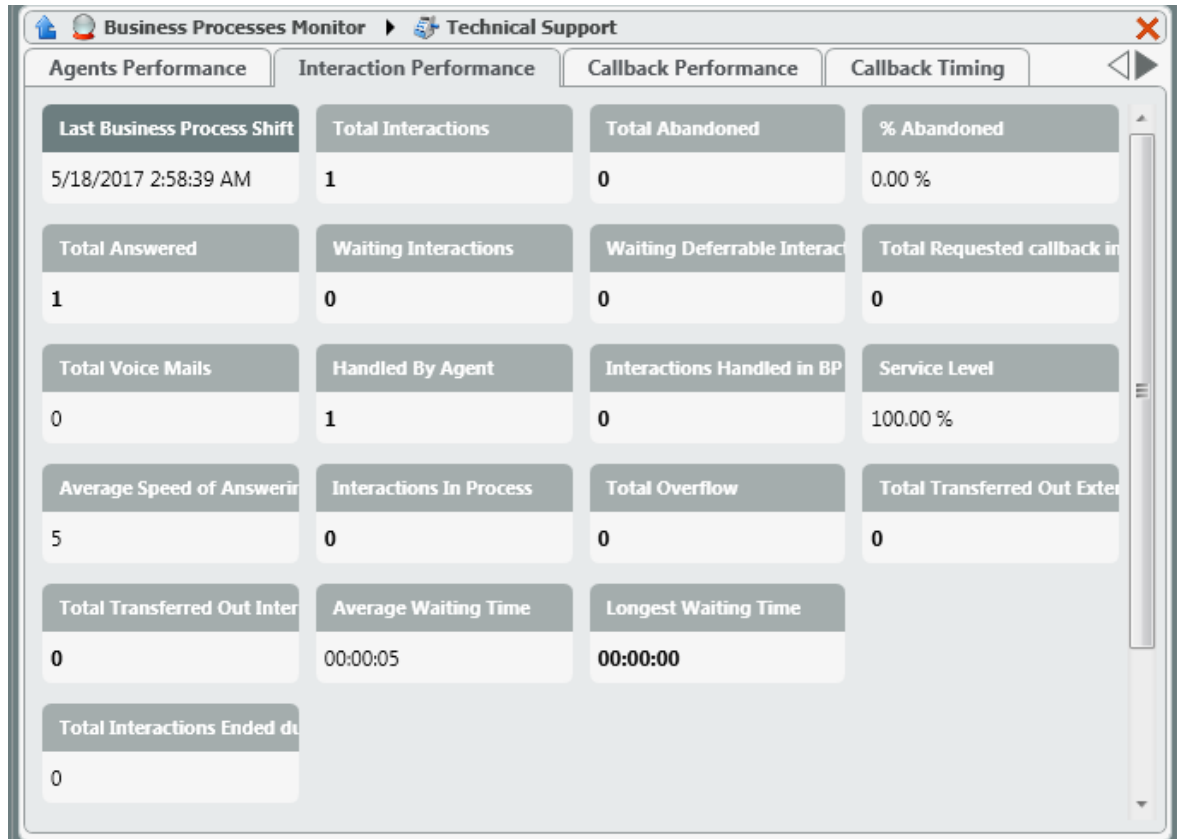 Business Processes Monitor Technical Support
Agents Performance Interaction Performance Callback Performance Callback Timing
Last Business Process Shift Total Interactions Total Abandoned % Abandoned
5/18/2017 2:58:39 AM 1 0 0.00 %
Total Answered Waiting Interactions Waiting Deferrable Interact Total Requested callback in
1 0 0 0
Total Voice Mails Handled By Agent Interactions Handled in BP Service Level
0 1 0 100.00 %
Average Speed of Answerin Interactions In Process Total Overflow Total Transferred Out Exter
5 0 0 0
Total Transferred Out Inter Average Waiting Time Longest Waiting Time
0 00:00:05 00:00:00
Total Interactions Ended du
0